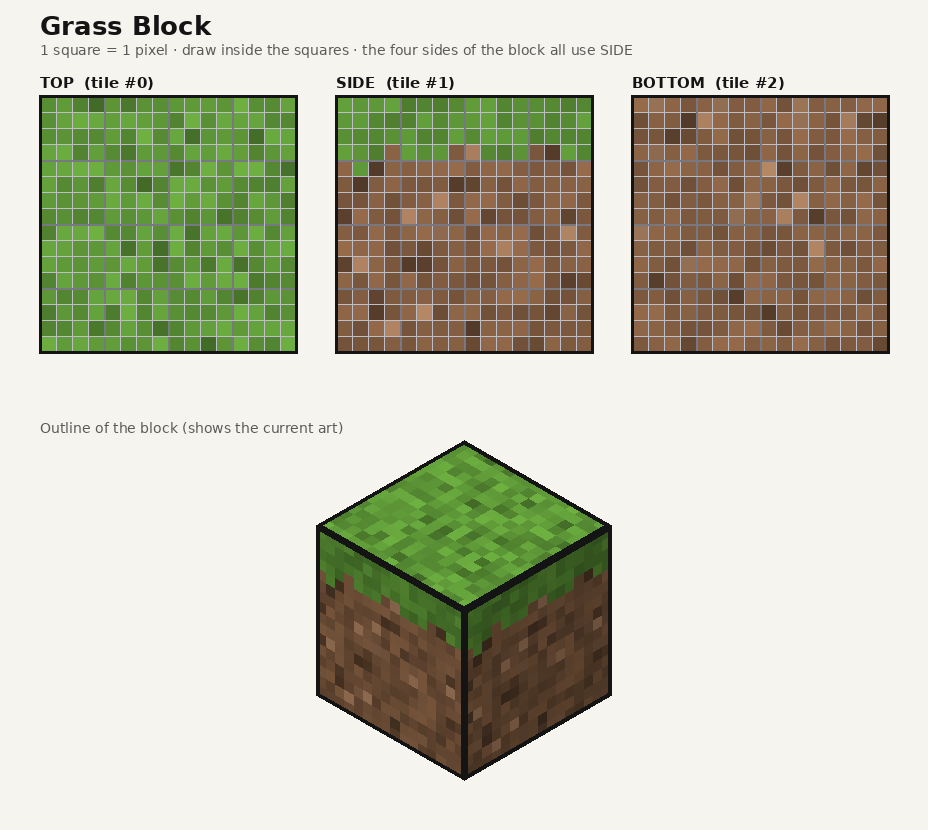 Grass Block
1 square = 1 pixel · draw inside the squares · the four sides of the block all use SIDE
TOP (tile #0)
SIDE (tile #1)
BOTTOM (tile #2)
Outline of the block (shows the current art)